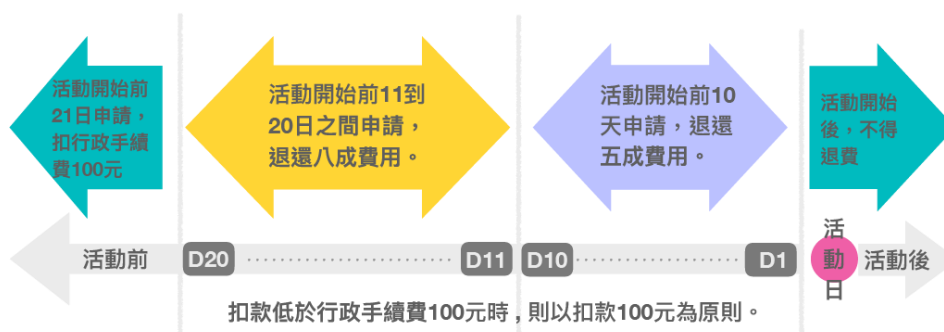 活動開始前
21日申請，
扣行政手續
費100元
活動開始前11到
20日之間申請，
退還八成費用。
活動開始前10
天申請，退還
五成費用。
活動開始
後，不得
退費
活動前
D20
D11
D10
D1
活
動
日
活動後
扣款低於行政手續費100元時，則以扣款100元為原則。